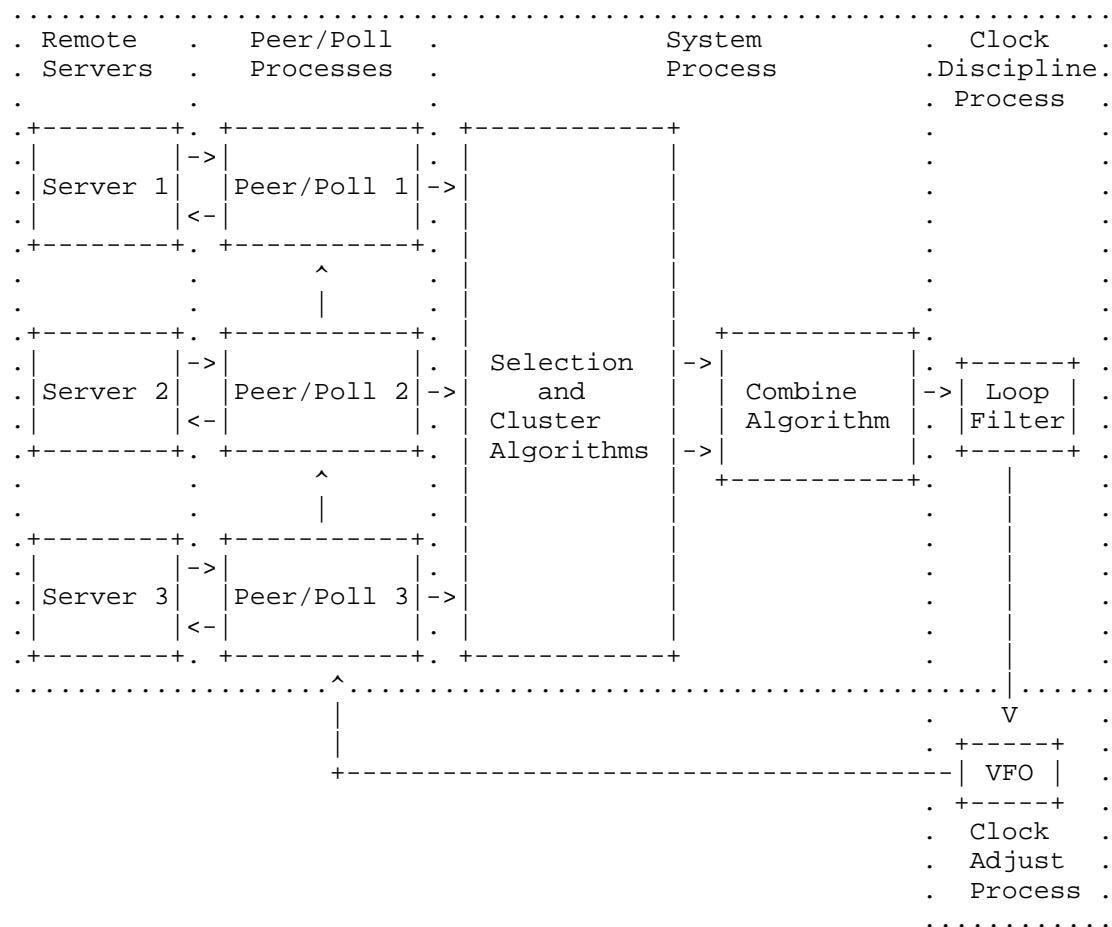 Remote Peer/Poll System Clock
Servers Processes Process Discipline
Process
Server 1 Peer/Poll 1
Selection
Server 2 Peer/Poll 2 and Combine Loop
Cluster Algorithm Filter
Algorithms
Server 3 Peer/Poll 3
V
VFO
Clock
Adjust
Process